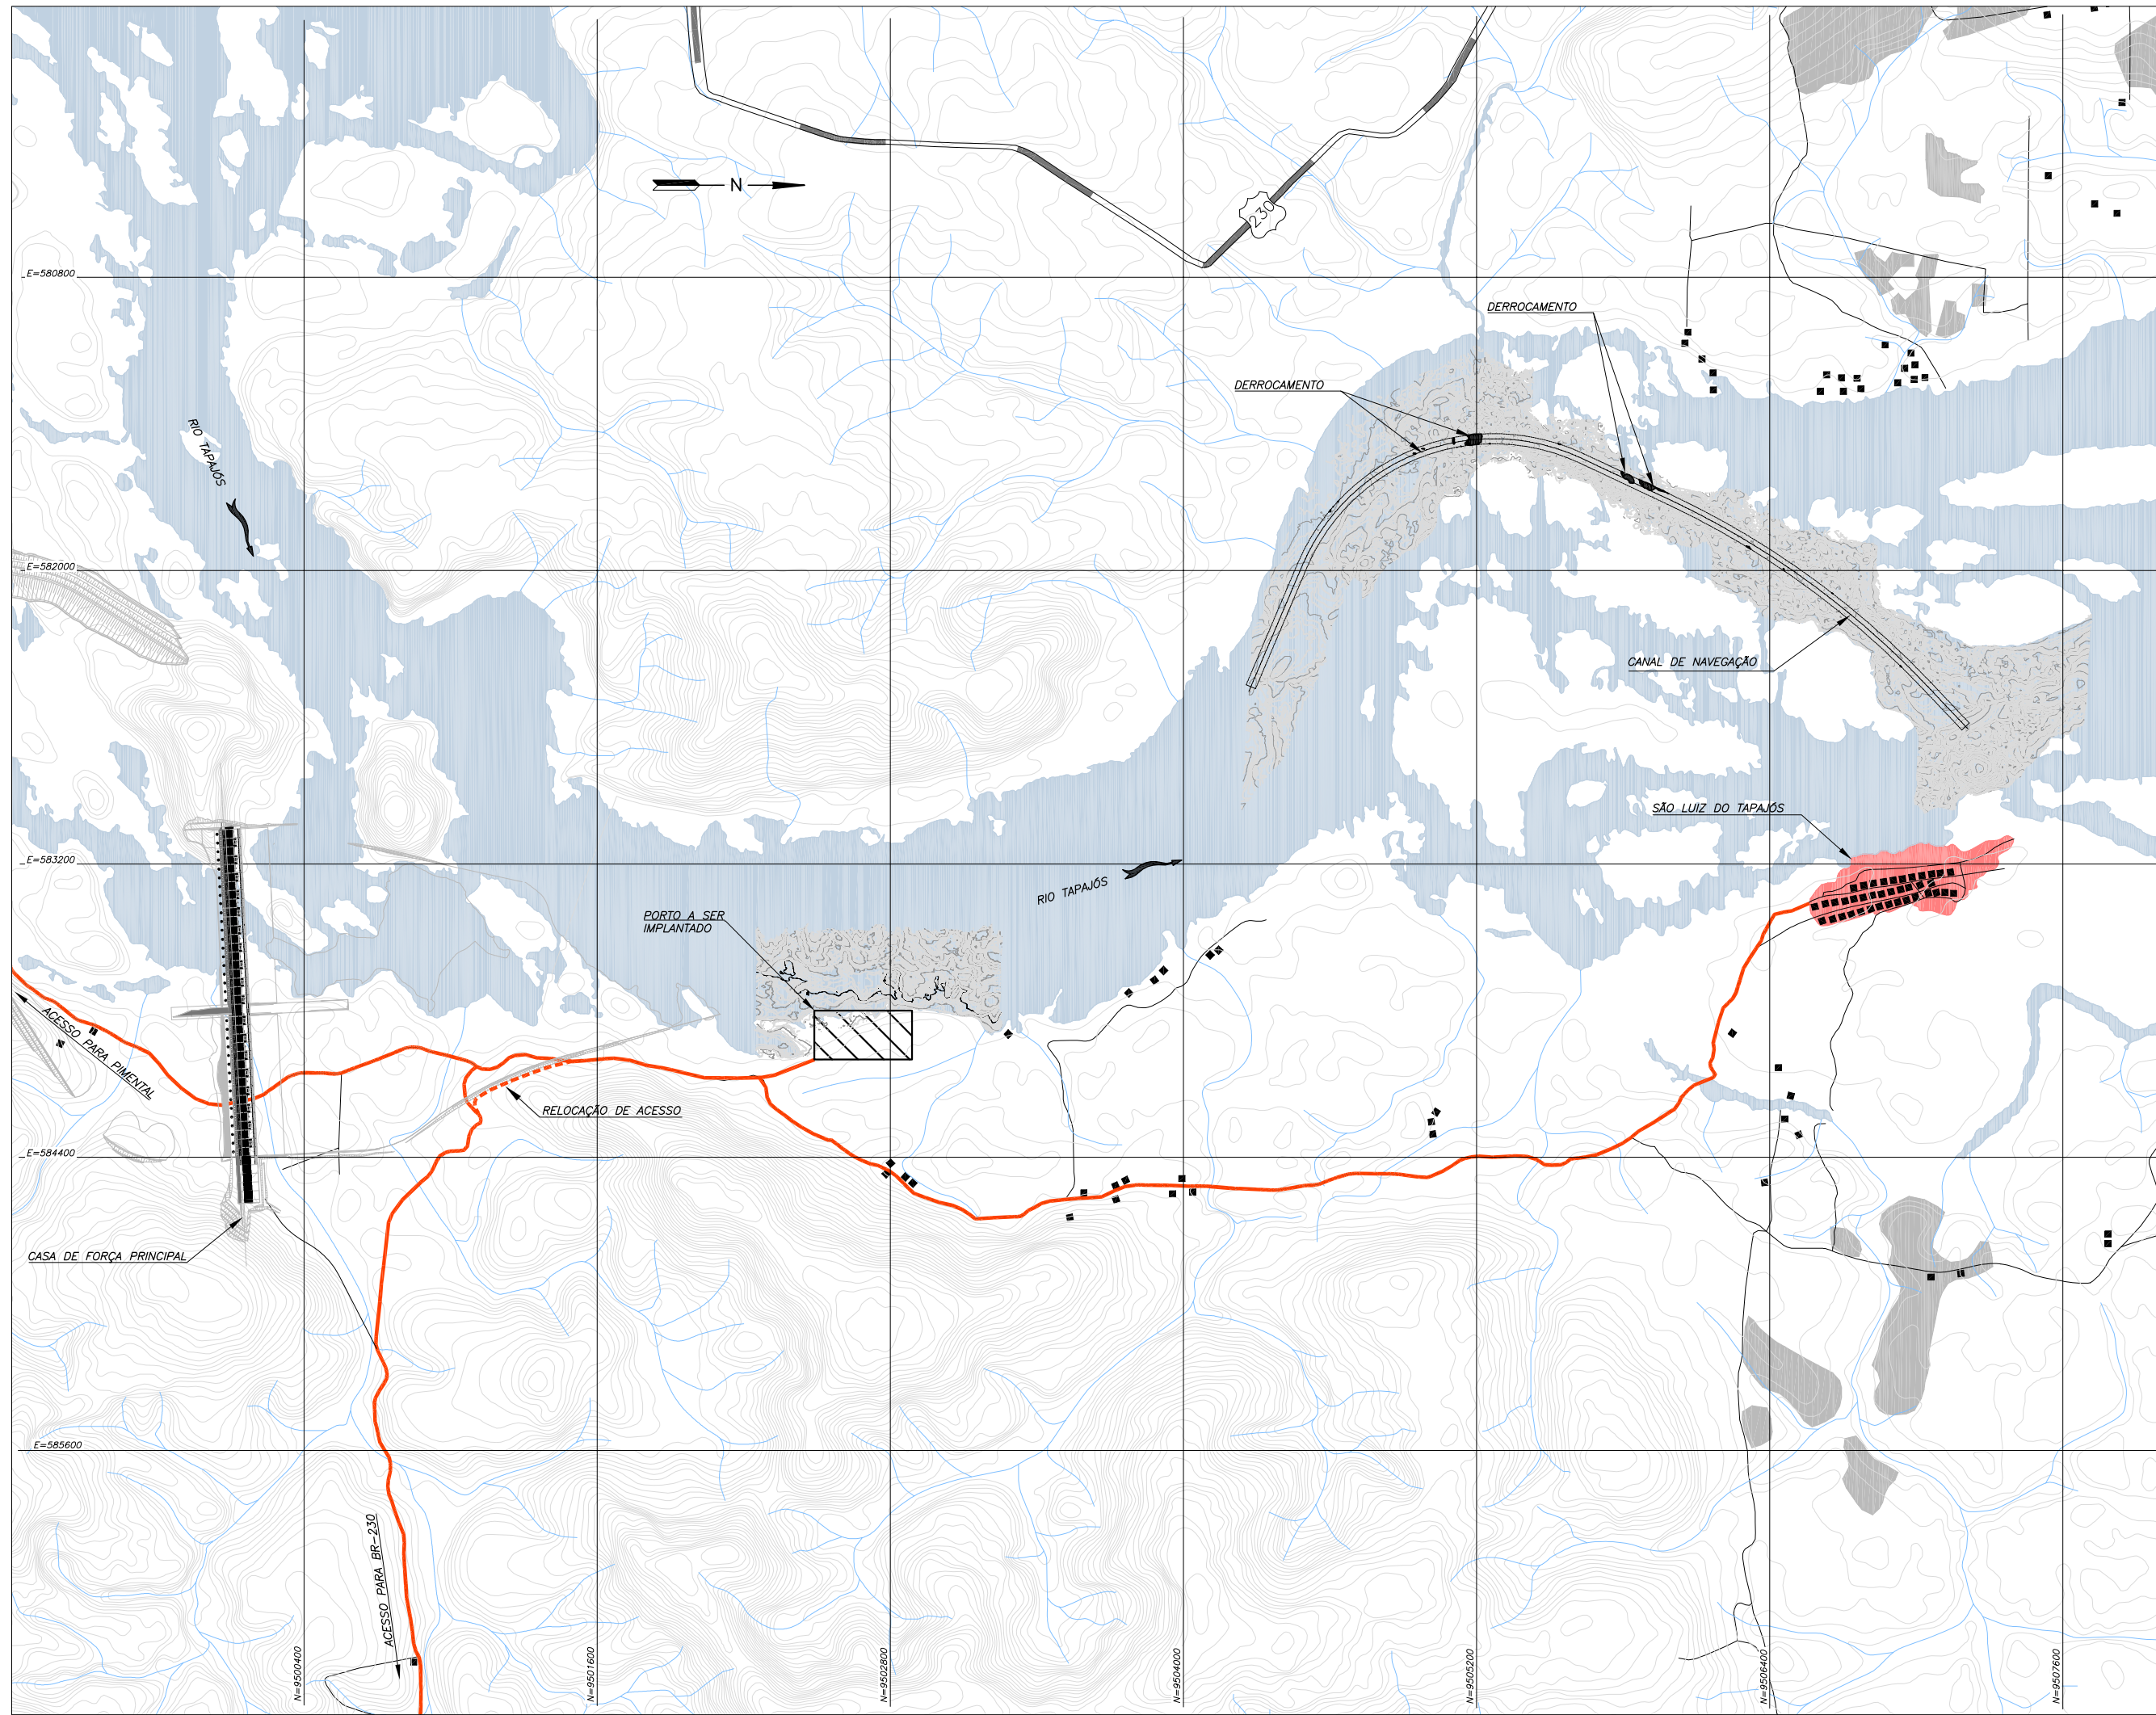 N
230
E=580800
DERROCAMENTO
DERROCAMENTO
RIO TAPAJÓS
E=582000
CANAL DE NAVEGAÇÃO
SÃO LUIZ DO TAPAJÓS
E=583200
RIO TAPAJÓS
PORTO A SER
IMPLANTADO
ACESSO PARA PIMENTAL
RELOCAÇÃO DE ACESSO
E=584400
CASA DE FORÇA PRINCIPAL
E=585600
ACESSO PARA BR-230
N=9500400
N=9501600
N=9502800
N=9504000
N=9505200
N=9506400
N=9507600